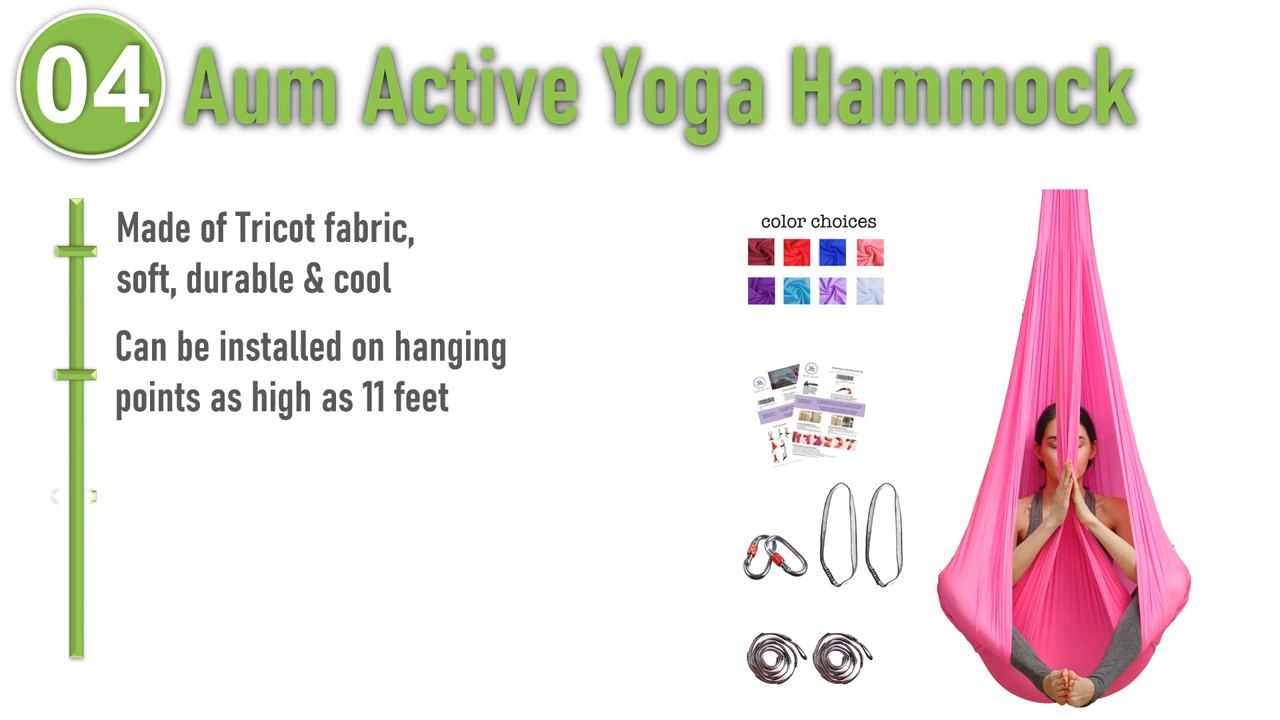 04 Aum Active Yoga Hammock
Made of Tricot fabric,
soft, durable & cool
Can be installed on hanging
points as high as 11 feet
color choices